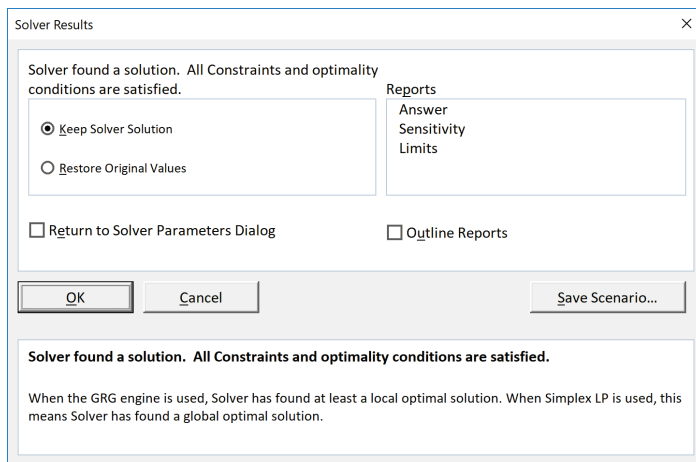 Solver Results
Solver found a solution. All Constraints and optimality
conditions are satisfied.
Reports
Keep Solver Solution
Restore Original Values
Answer
Sensitivity
Limits
Return to Solver Parameters Dialog
Outline Reports
OK
Cancel
Save Scenario...
Solver found a solution. All Constraints and optimality conditions are satisfied.
When the GRG engine is used, Solver has found at least a local optimal solution. When Simplex LP is used, this
means Solver has found a global optimal solution.